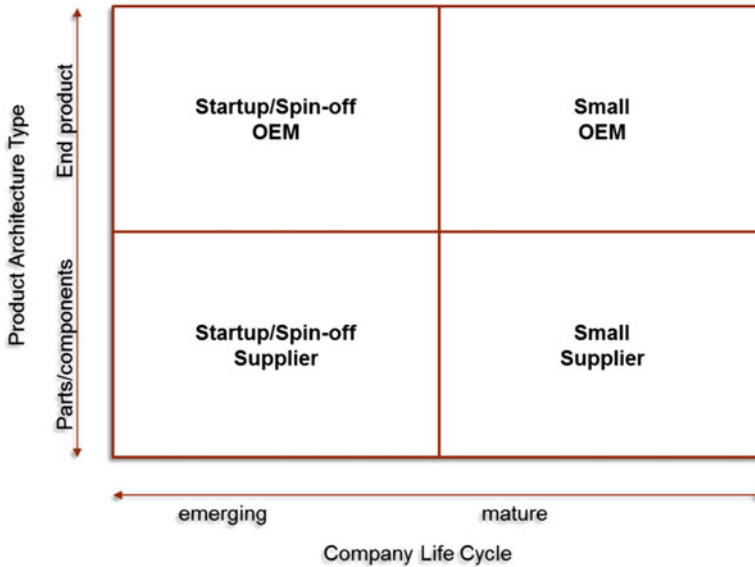 Product Architecture Type
End product
Parts/components
Startup/Spin-off
OEM
Small
OEM
Startup/Spin-off
Supplier
Small
Supplier
emerging
mature
Company Life Cycle